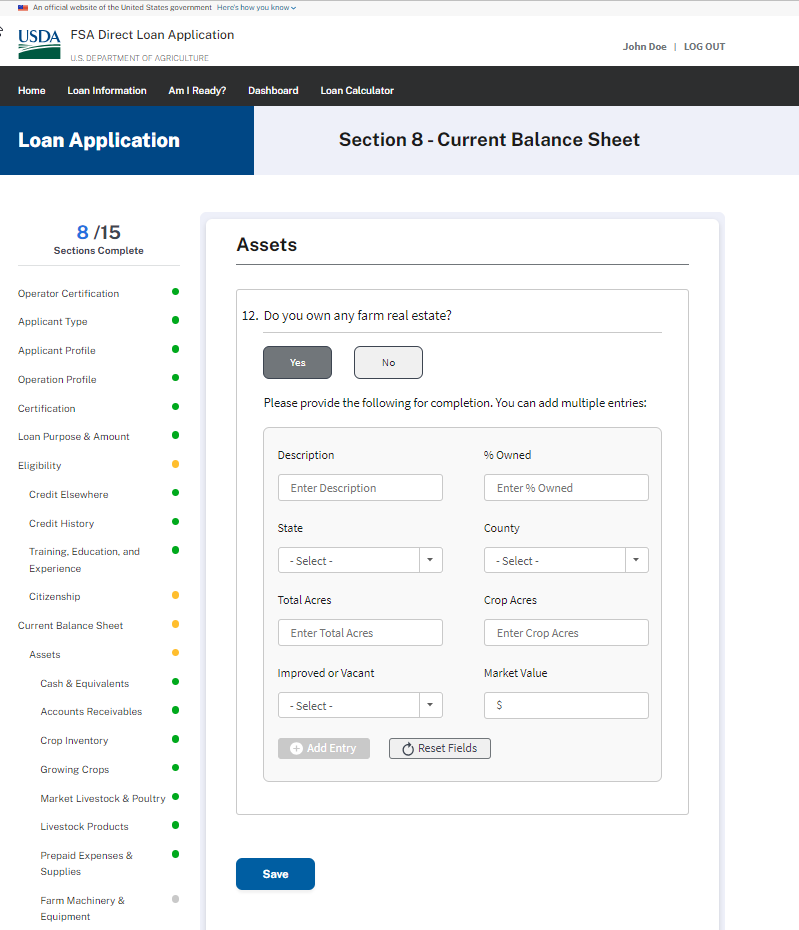 An official website of the United States government Here's how you know
USDA
FSA Direct Loan Application
U.S. DEPARTMENT OF AGRICULTURE
John Doe | LOG OUT
Home Loan Information Am I Ready? Dashboard Loan Calculator
Loan Application
Section 8 - Current Balance Sheet
8 /15
Sections Complete
Operator Certification
Applicant Type
Applicant Profile
Operation Profile
Certification
Loan Purpose & Amount
Eligibility
Credit Elsewhere
Credit History
Training, Education, and
Experience
Citizenship
Current Balance Sheet
Assets
Cash & Equivalents
Accounts Receivables
Crop Inventory
Growing Crops
Market Livestock & Poultry
Livestock Products
Prepaid Expenses &
Supplies
Farm Machinery &
Equipment
Assets
12. Do you own any farm real estate?
Yes No
Please provide the following for completion. You can add multiple entries:
Description % Owned
Enter Description Enter % Owned
State County
- Select - - Select -
Total Acres Crop Acres
Enter Total Acres Enter Crop Acres
Improved or Vacant Market Value
- Select - $
Add Entry Reset Fields
Save